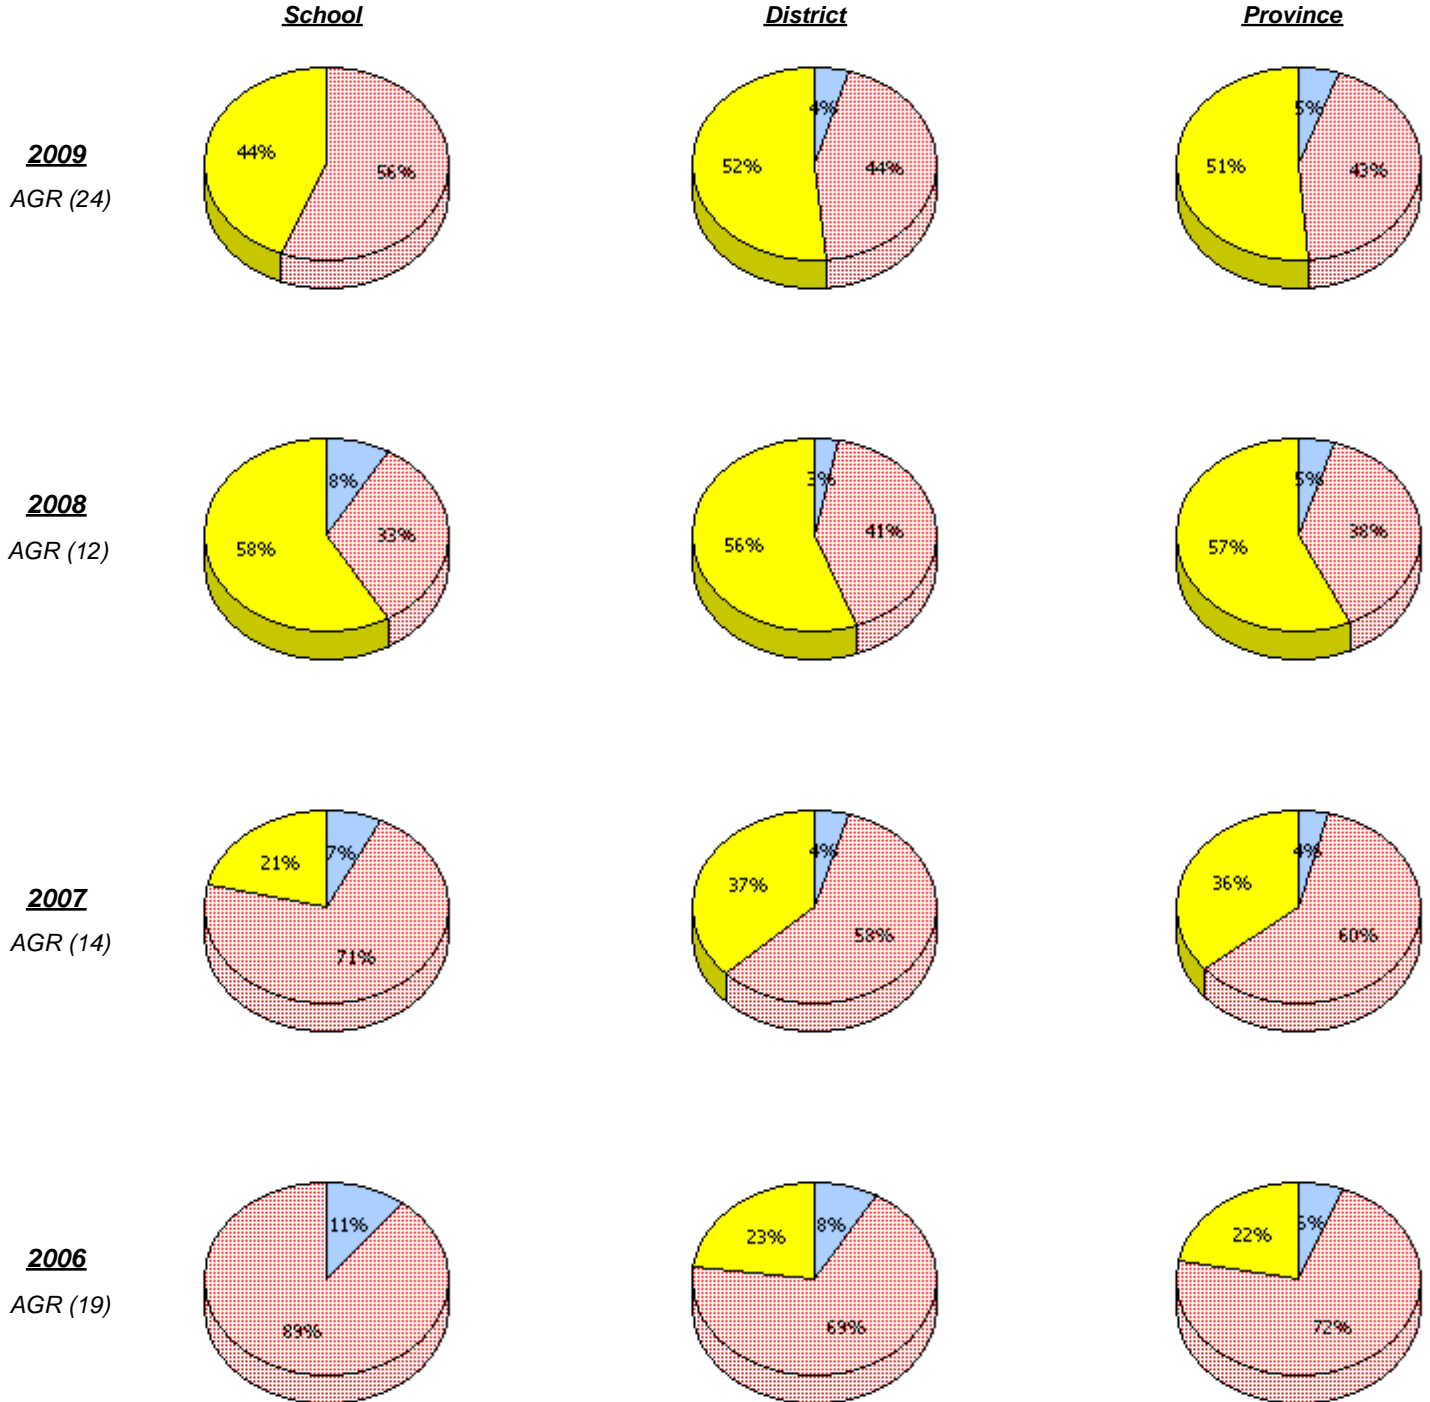 School District Province
44% 56% 4% 52% 44% 5% 51% 43%
2009
AGR (24)
8% 33% 58% 3% 41% 56% 5% 38% 57%
2008
AGR (12)
21% 7% 71% 37% 4% 58% 36% 4% 60%
2007
AGR (14)
11% 89% 23% 8% 69% 22% 72%
2006
AGR (19)